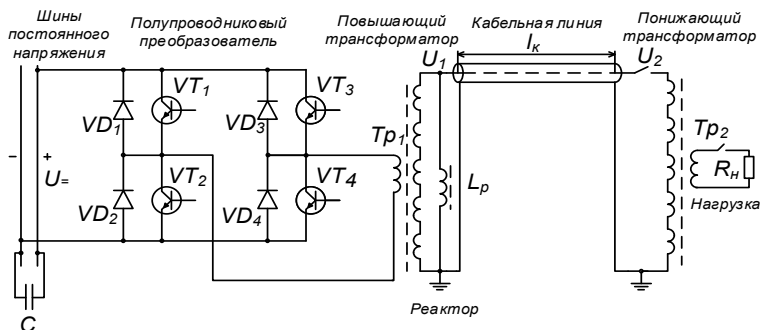 Шины
постоянного
напряжения
Полупроводниковый
преобразователь
Повышающий
трансформатор
Кабельная линия
Понижающий
трансформатор
U1
lк
U2
VT1
VT3
VD1
VD3
Тр1
Тр2
– +
U=
VT2
VT4
VD2
VD4
Lр
Rн
Нагрузка
C
Реактор